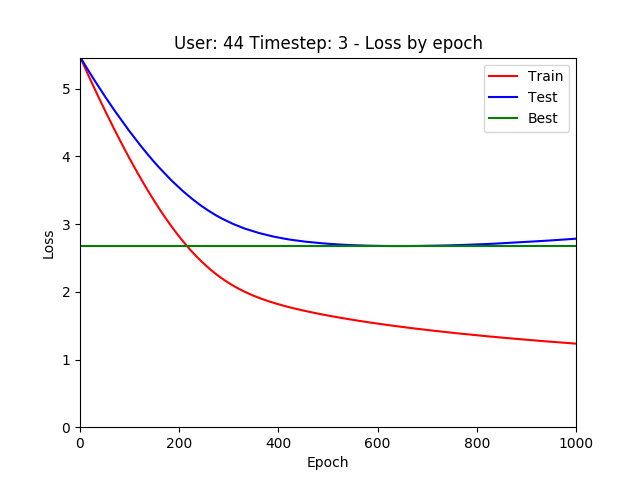 User: 44 Timestep: 3 - Loss by epoch
Train
Test
Best
5
4
3
2
1
0
Loss
0 200 400 600 800 1000
Epoch